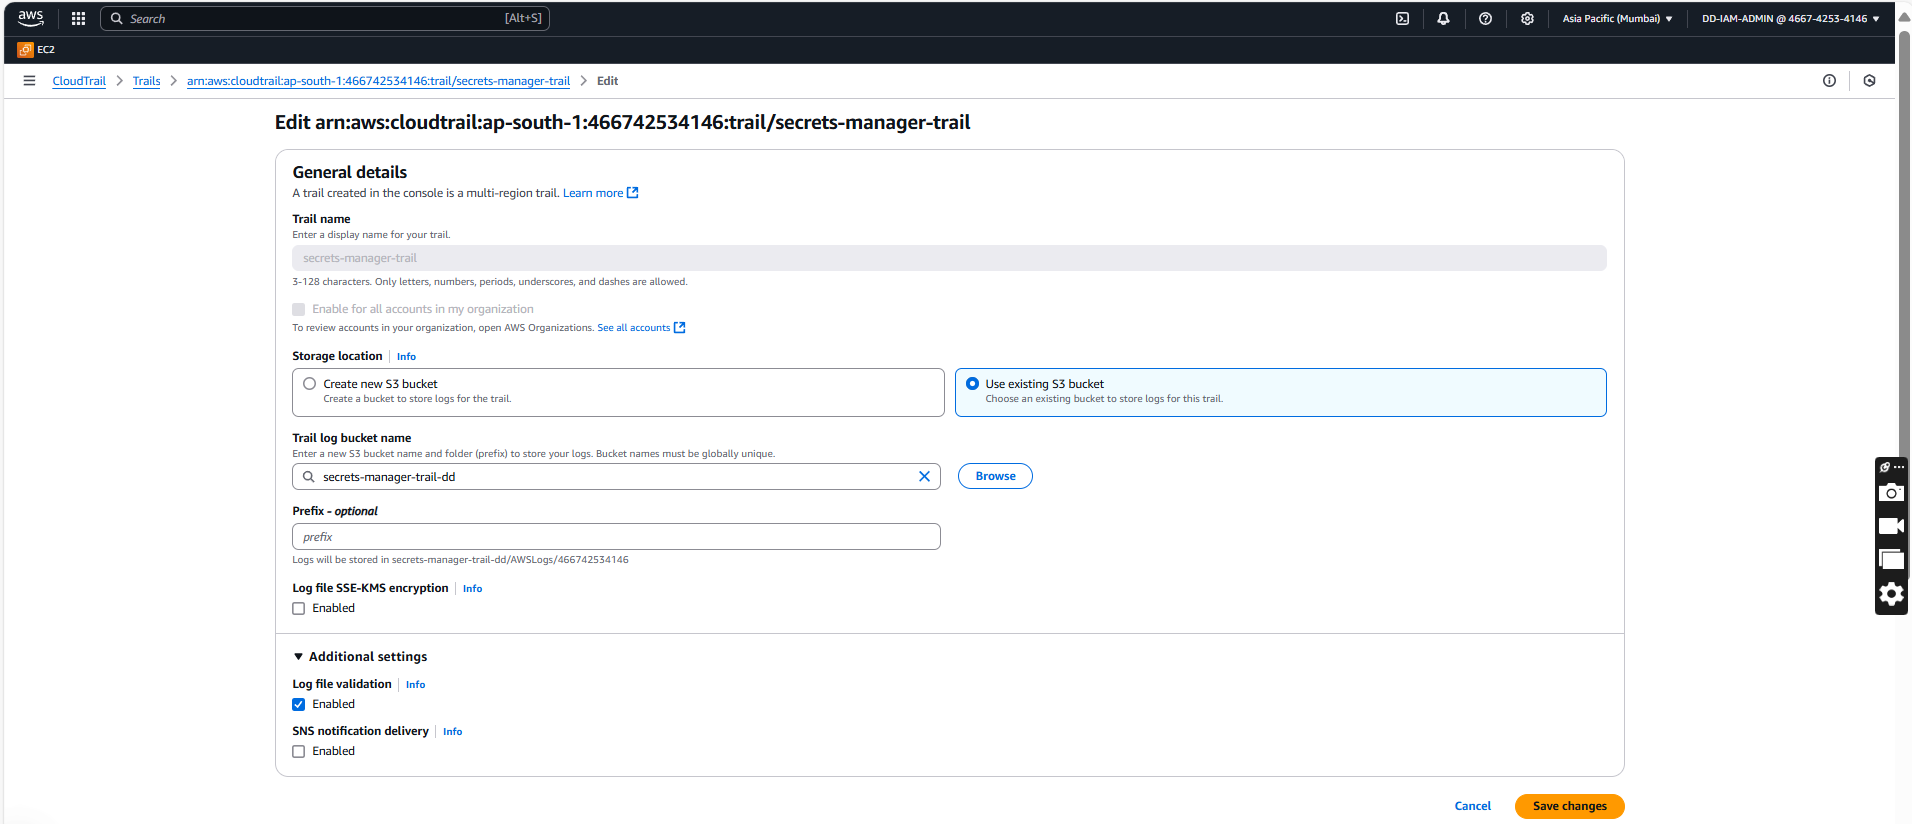 aws
Search [Alt+S]
Asia Pacific (Mumbai) ▼ DD-IAM-ADMIN @ 4667-4253-4146 ▼
EC2
CloudTrail > Trails > arn:aws:cloudtrail:ap-south-1:466742534146:trail/secrets-manager-trail > Edit
Edit arn:aws:cloudtrail:ap-south-1:466742534146:trail/secrets-manager-trail
General details
A trail created in the console is a multi-region trail. Learn more
Trail name
Enter a display name for your trail.
secrets-manager-trail
3-128 characters. Only letters, numbers, periods, underscores, and dashes are allowed.
Enable for all accounts in my organization
To review accounts in your organization, open AWS Organizations. See all accounts
Storage location Info
Create new S3 bucket
Create a bucket to store logs for the trail.
Use existing S3 bucket
Choose an existing bucket to store logs for this trail.
Trail log bucket name
Enter a new S3 bucket name and folder (prefix) to store your logs. Bucket names must be globally unique.
secrets-manager-trail-dd
Browse
Prefix - optional
prefix
Logs will be stored in secrets-manager-trail-dd/AWSLogs/466742534146
Log file SSE-KMS encryption Info
Enabled
▼ Additional settings
Log file validation Info
Enabled
SNS notification delivery Info
Enabled
Cancel Save changes